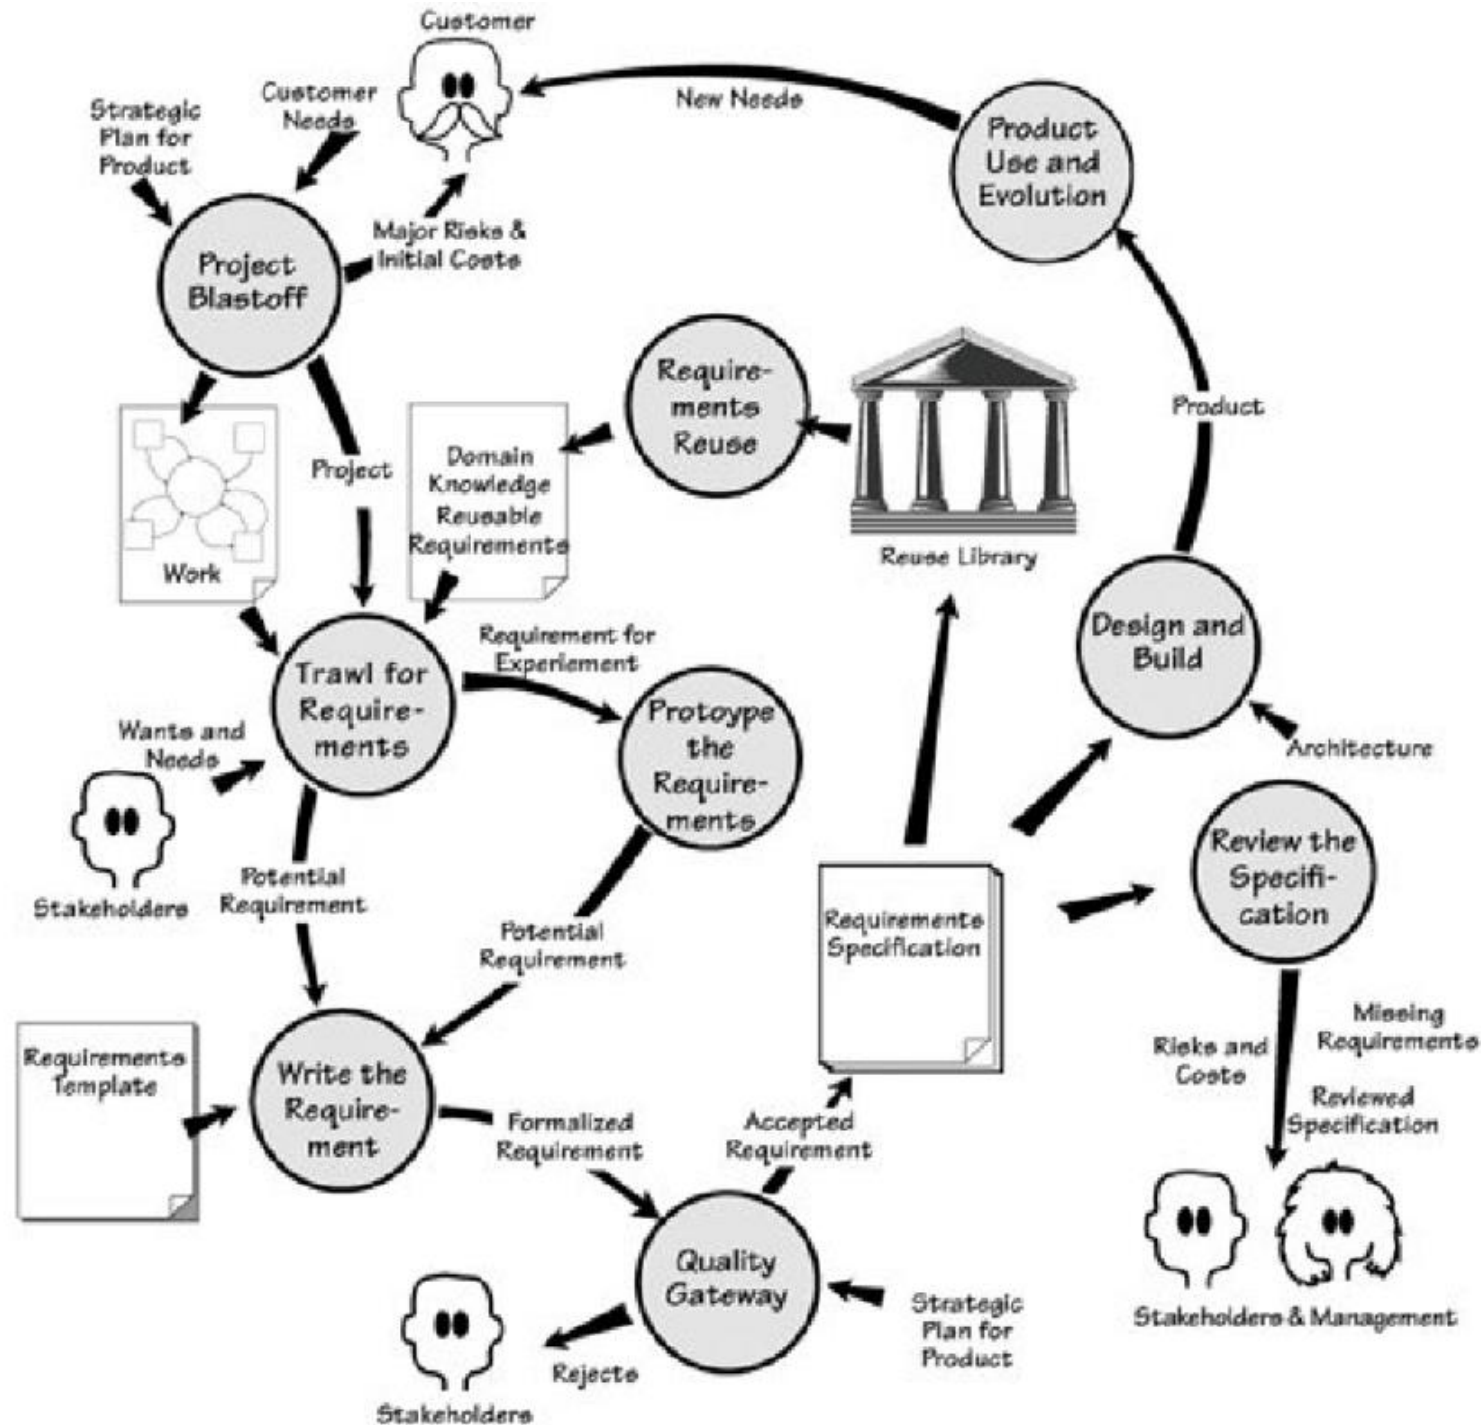 Customer
Customer
Needs
Strategic
Plan for
Product
New Needs
Product
Use and
Evolution
Major Risks &
Initial Costs
Project
Blastoff
Require-
ments
Reuse
Product
Project
Domain
Knowledge
Reusable
Requirements
Work
Reuse Library
Design and
Build
Requirement for
Experiement
Trawl for
Require-
ments
Protoype
the
Require-
ments
Wants and
Needs
Architecture
Stakeholders
Potential
Requirement
Review the
Specifi-
cation
Potential
Requirement
Requirements
Specification
Requirements
Template
Write the
Require-
ment
Missing
Requirements
Risks and
Costs
Reviewed
Specification
Formalized
Requirement
Accepted
Requirement
Quality
Gateway
Strategic
Plan for
Product
Stakeholders & Management
Rejects
Stakeholders